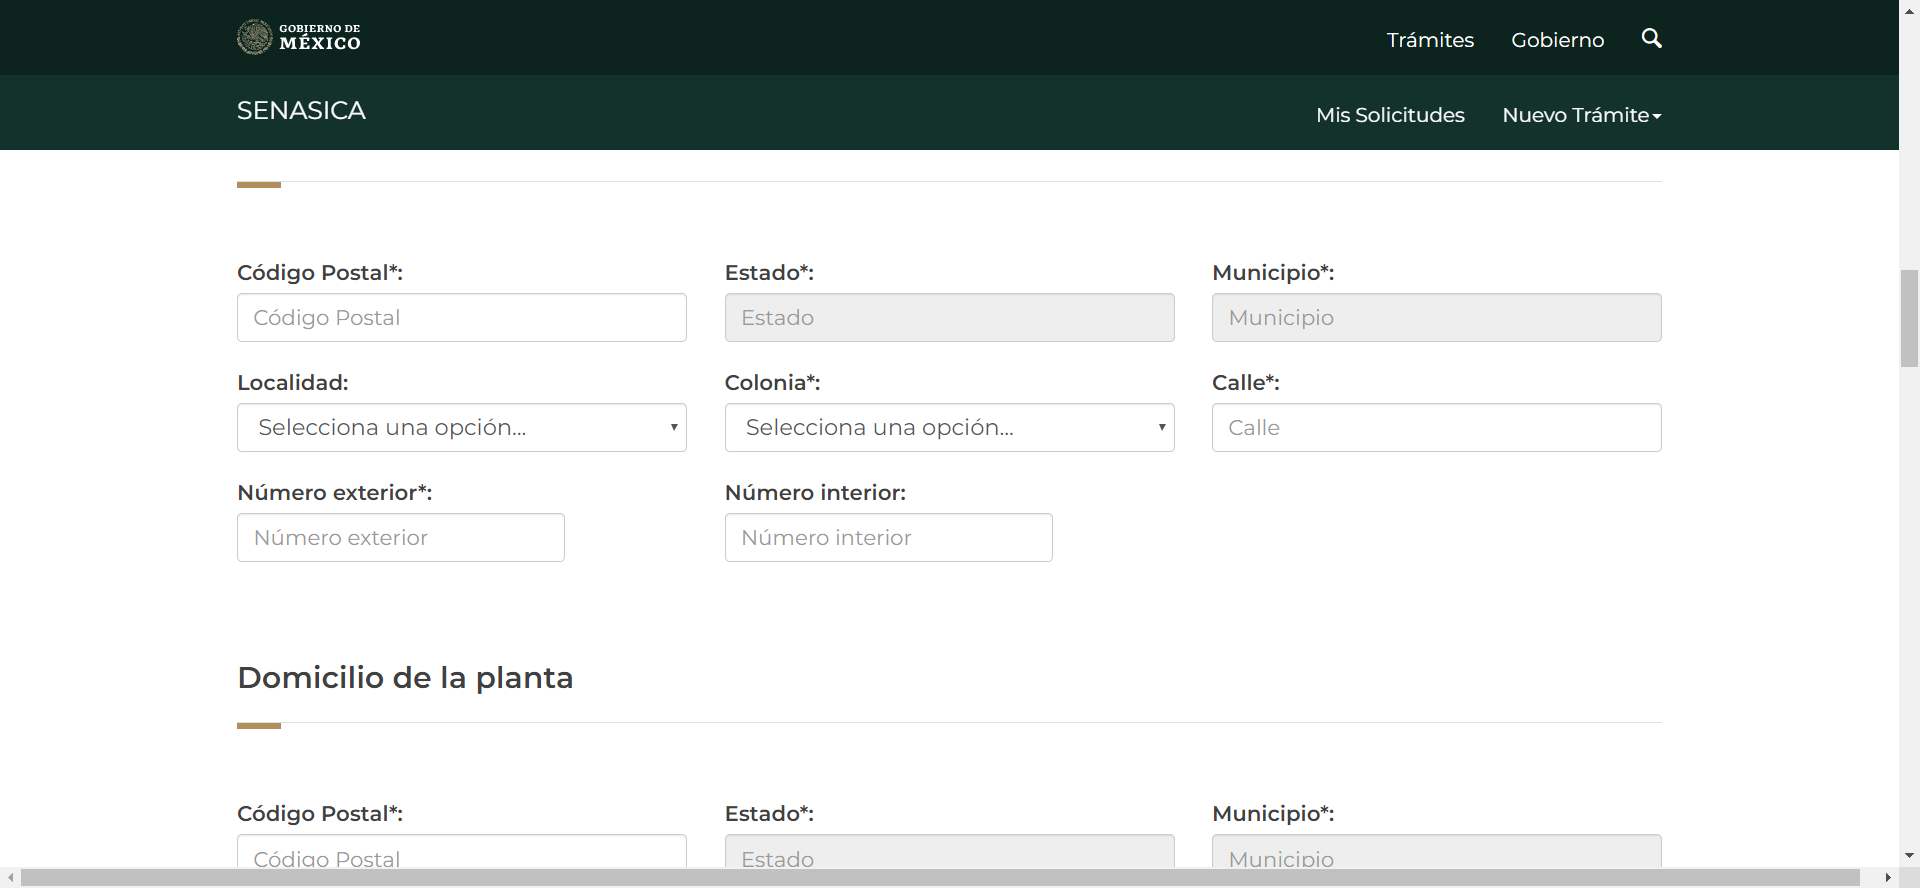 GOBIERNO DE
MÉXICO
Trámites
Gobierno
SENASICA
Mis Solicitudes
Nuevo Trámite
Código Postal*:
Estado*:
Municipio*:
Código Postal
Estado
Municipio
Localidad:
Colonia*:
Calle*:
Selecciona una opción...
Selecciona una opción...
Calle
Número exterior*:
Número interior:
Número exterior
Número interior
Domicilio de la planta
Código Postal*:
Estado*:
Municipio*:
Código Postal
Estado
Municipio